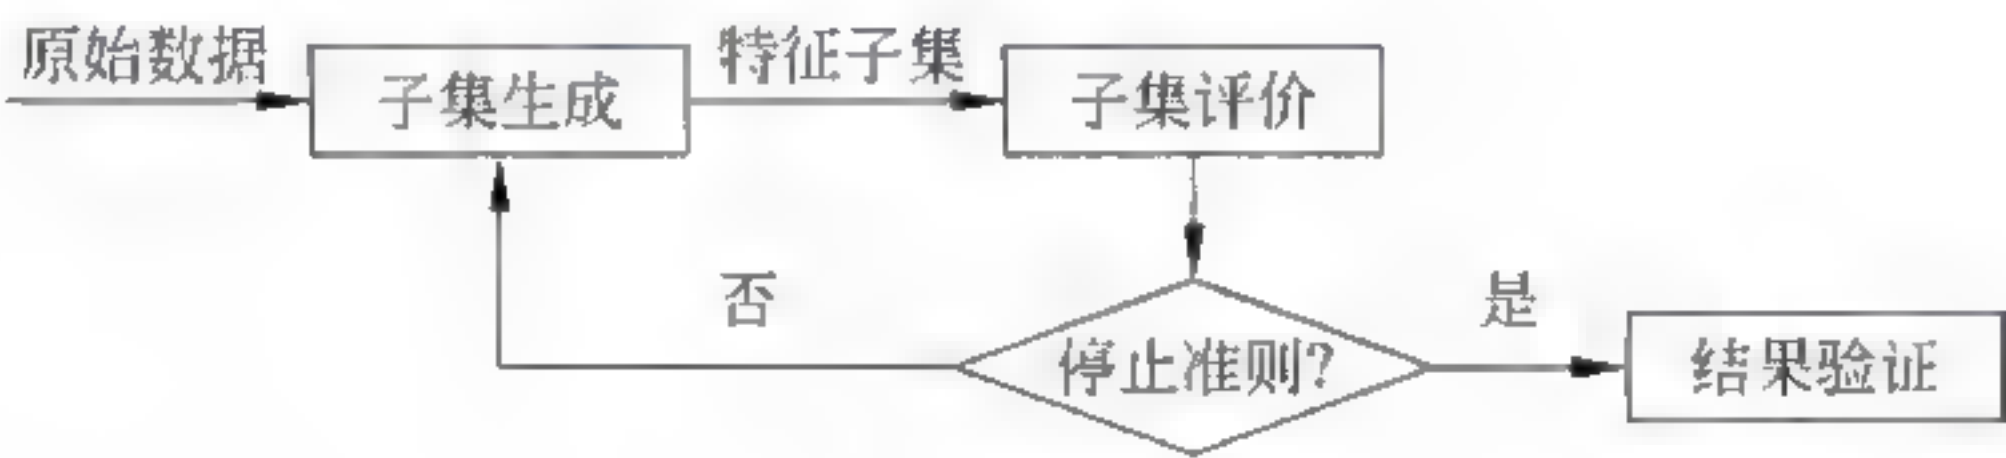 原始数据
子集生成
特征子集
子集评价
否
停止准则?
是
结果验证